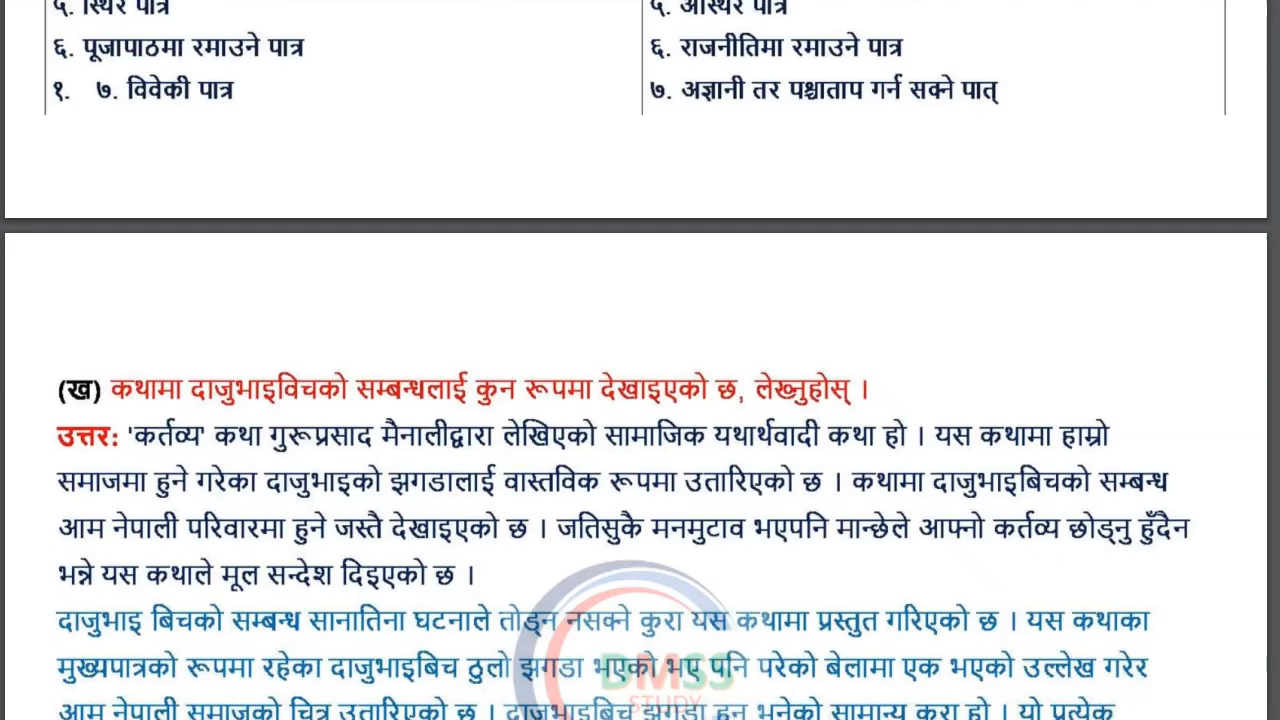 ५. स्थिर पात्र
५. अस्थिर पात्र
६. पूजापाठमा रमाउने पात्र
६. राजनीतिमा रमाउने पात्र
१. ७. विवेकी पात्र
७. अज्ञानी तर पश्चाताप गर्न सक्ने पात्
(ख) कथामा दाजुभाइविचको सम्बन्धलाई कुन रूपमा देखाइएको छ, लेख्नुहोस् ।
उत्तर: 'कर्तव्य' कथा गुरूप्रसाद मैनालीद्वारा लेखिएको सामाजिक यथार्थवादी कथा हो । यस कथामा हाम्रो
समाजमा हुने गरेका दाजुभाइको झगडालाई वास्तविक रूपमा उतारिएको छ । कथामा दाजुभाइबिचको सम्बन्ध
आम नेपाली परिवारमा हुने जस्तै देखाइएको छ । जतिसुकै मनमुटाव भएपनि मान्छेले आफ्नो कर्तव्य छोड्नु हुँदैन
भन्ने यस कथाले मूल सन्देश दिइएको छ ।
दाजुभाइ बिचको सम्बन्ध सानातिना घटनाले तोड्न नसक्ने कुरा यस कथामा प्रस्तुत गरिएको छ । यस कथाका
मुख्यपात्रको रूपमा रहेका दाजुभाइबिच ठुलो झगडा भएको भए पनि परेको बेलामा एक भएको उल्लेख गरेर
आम नेपाली समाजको चित्र उतारिएको छ । दाजुभाइबिच झगडा हुनु भनेको सामान्य कुरा हो । यो प्रत्येक
DMSS
STUDY